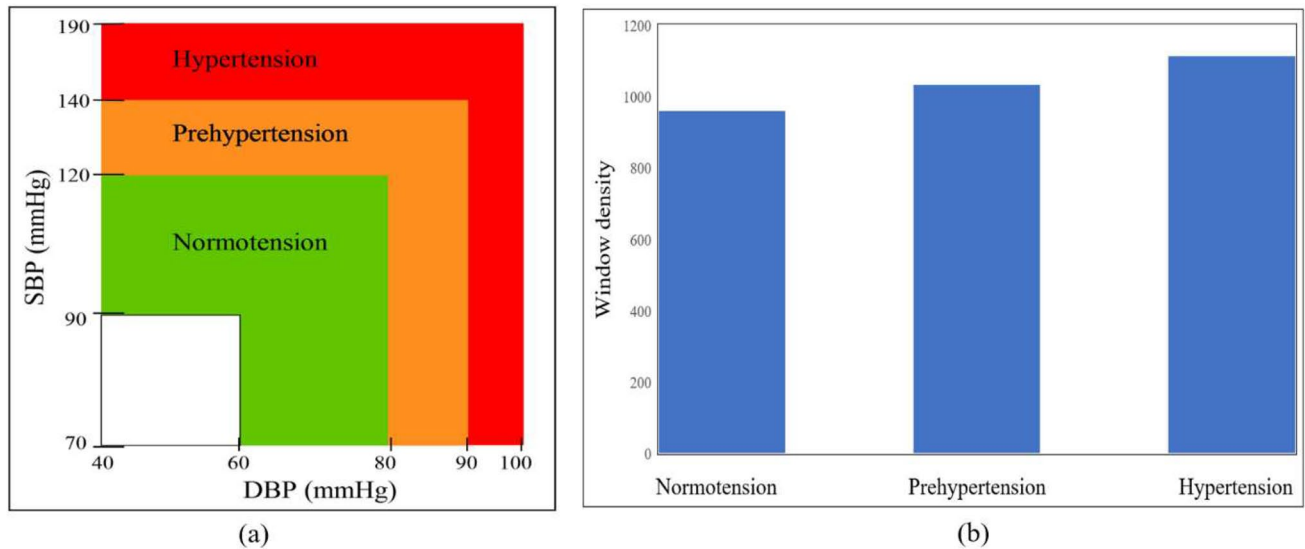 190
Hypertension
140
Prehypertension
120
Normotension
90
70
40
60
80
90
100
SBP (mmHg)
DBP (mmHg)
(a)
1200
1000
800
600
400
200
0
Window density
Normotension
Prehypertension
Hypertension
(b)